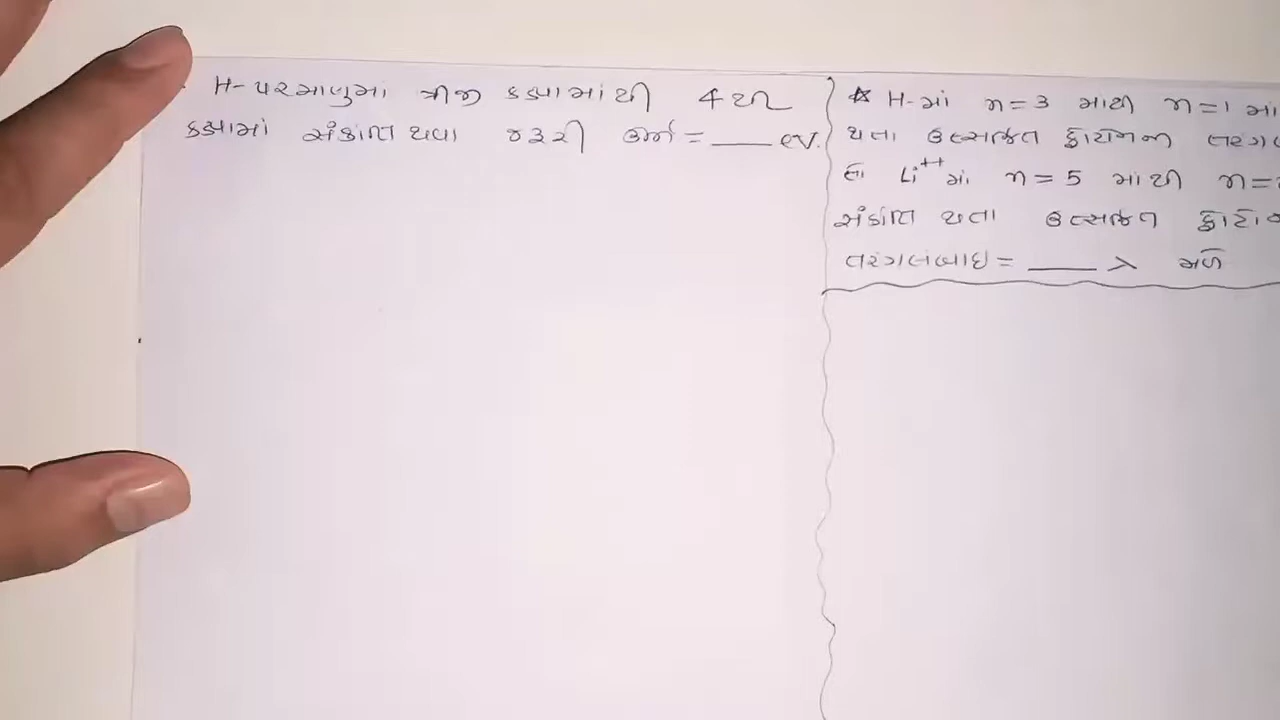 H- પરમાણુમાં ત્રીજી કક્ષામાંથી 4થી
કક્ષામાં સંક્રાંતિ થવા જરૂરી ઊર્જા = ____ eV.
* H-માં n = 3 માંથી n = 1 માં
થતા ઉત્સર્જીત ફોટોનની
તો Li++માં n = 5 માંથી n =
સંક્રાંતિ થતા ઉત્સર્જીત
તરંગલંબાઇ = ____ λ મળે